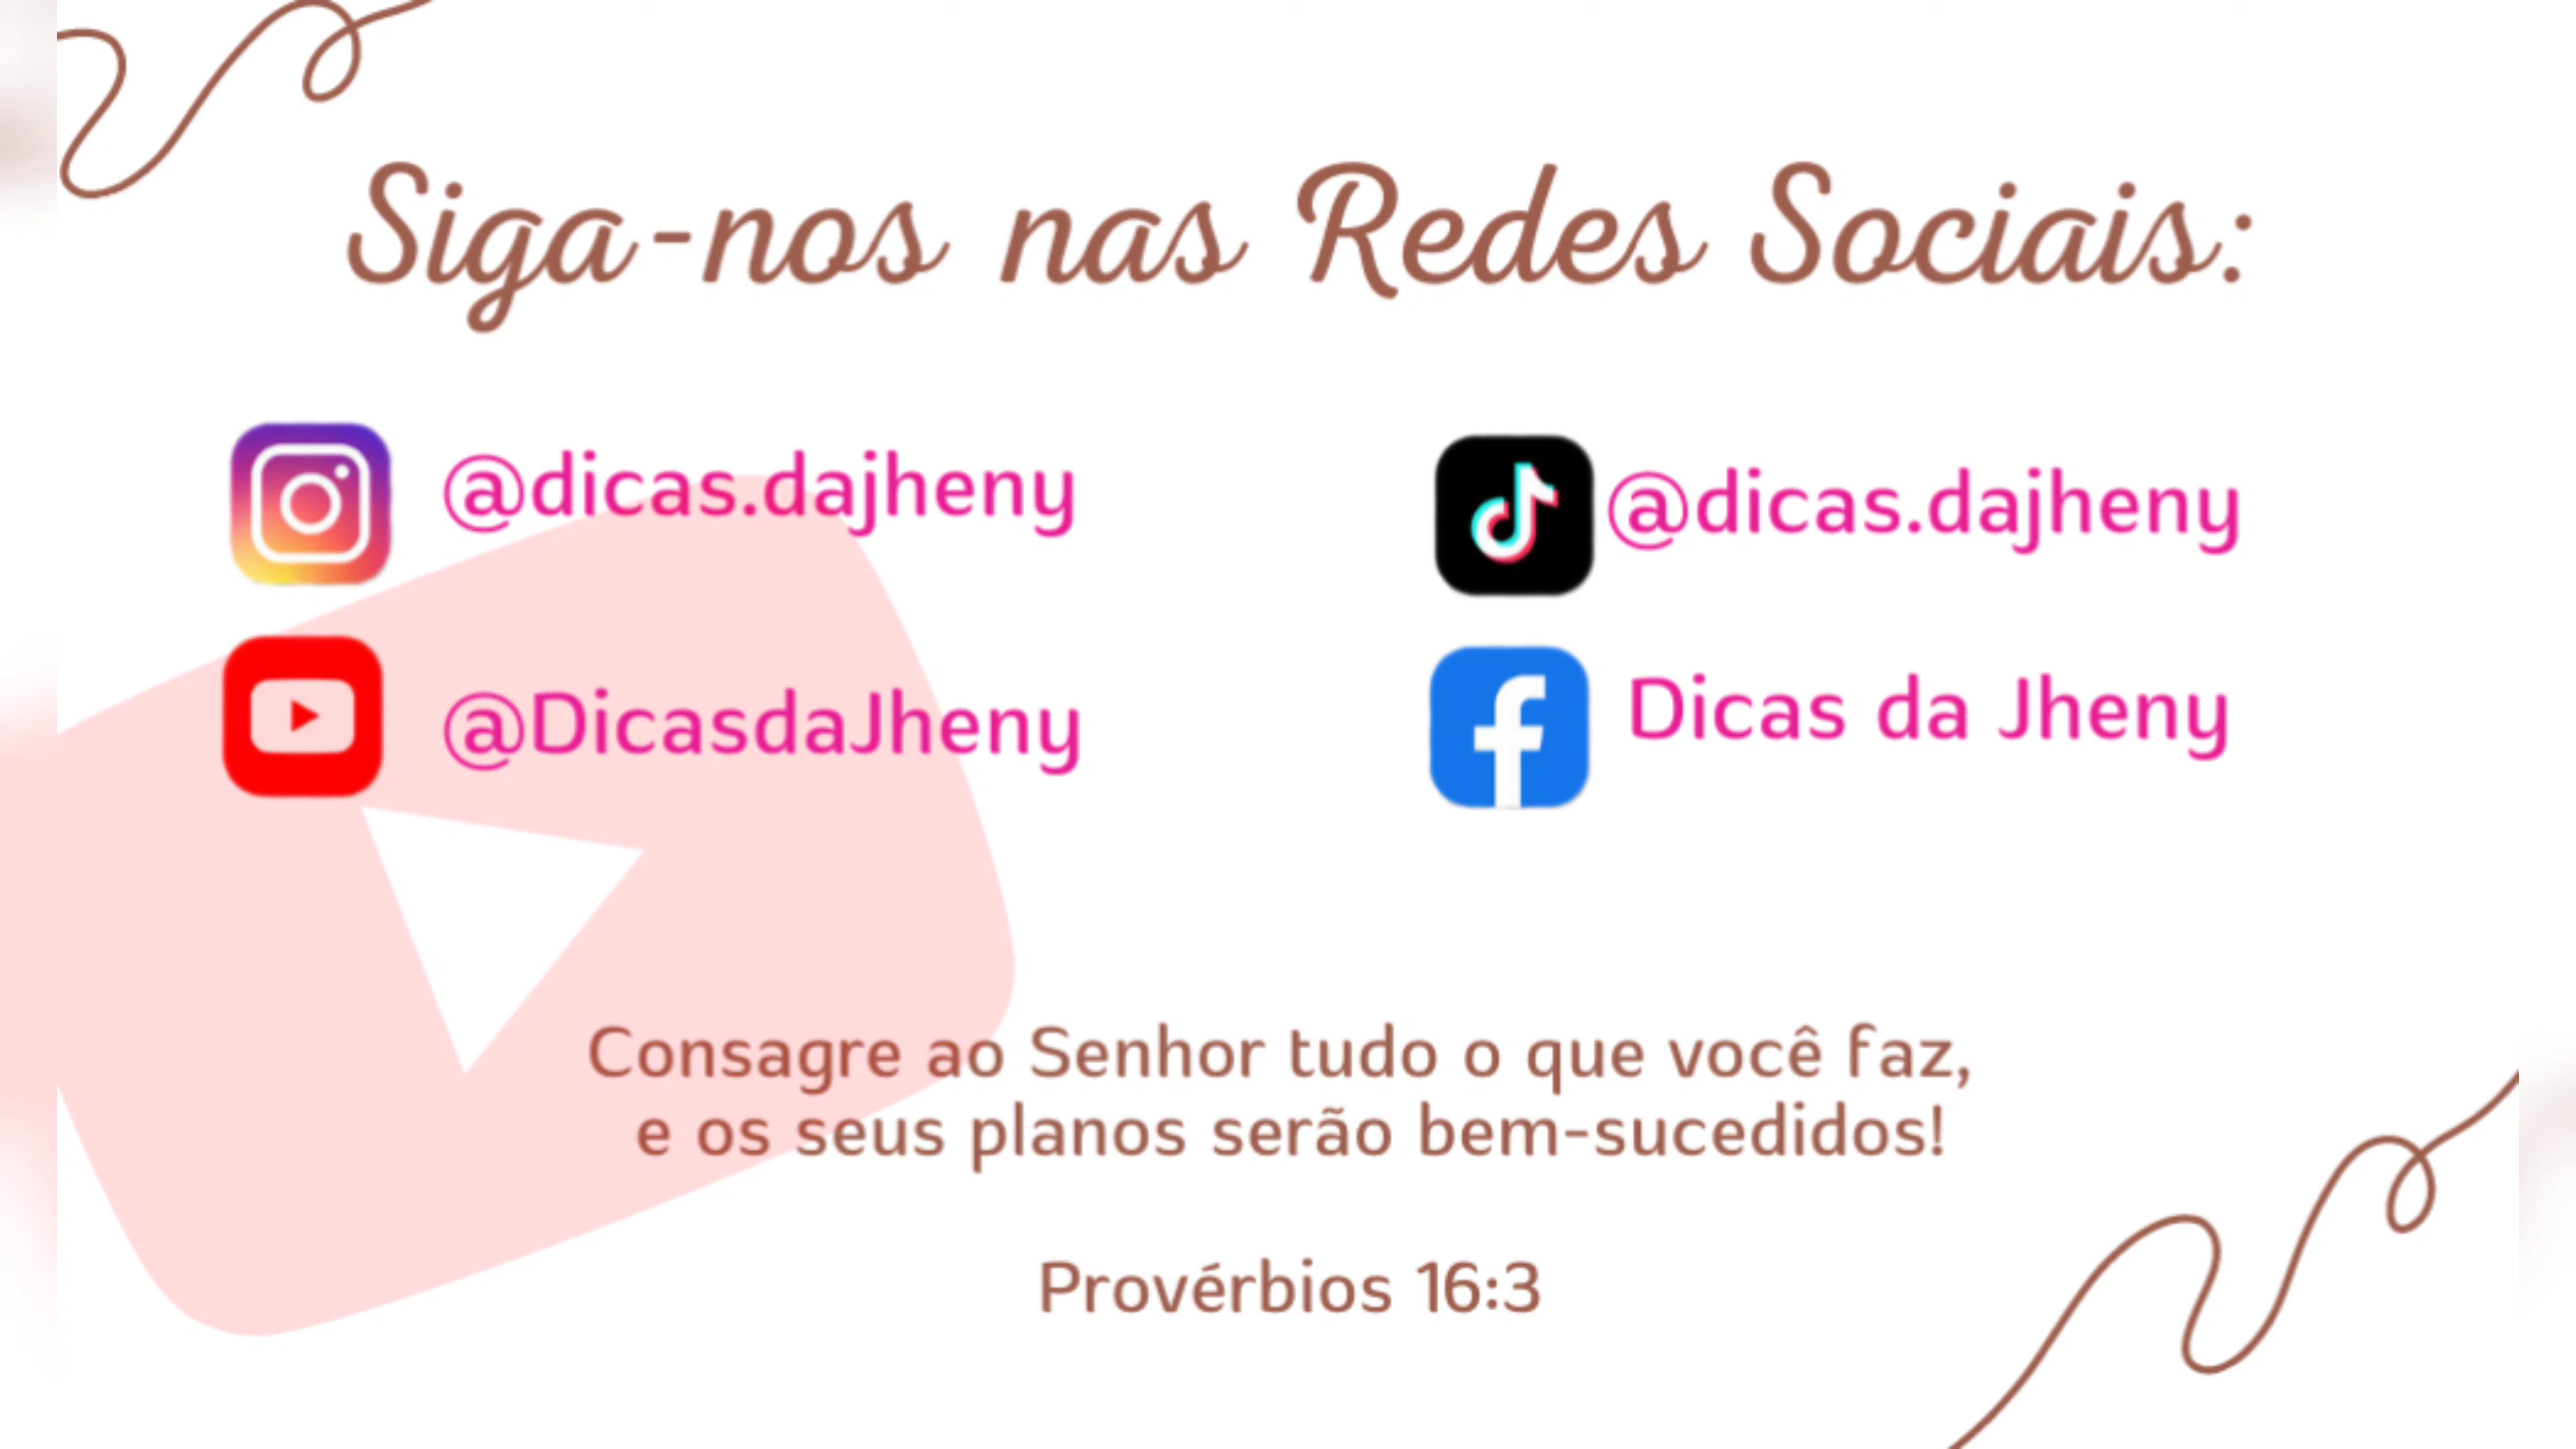 Siga-nos nas Redes Sociais:
@dicas.dajheny
@dicas.dajheny
@DicasdaJheny
Dicas da Jheny
Consagre ao Senhor tudo o que você faz,
e os seus planos serão bem-sucedidos!
Provérbios 16:3